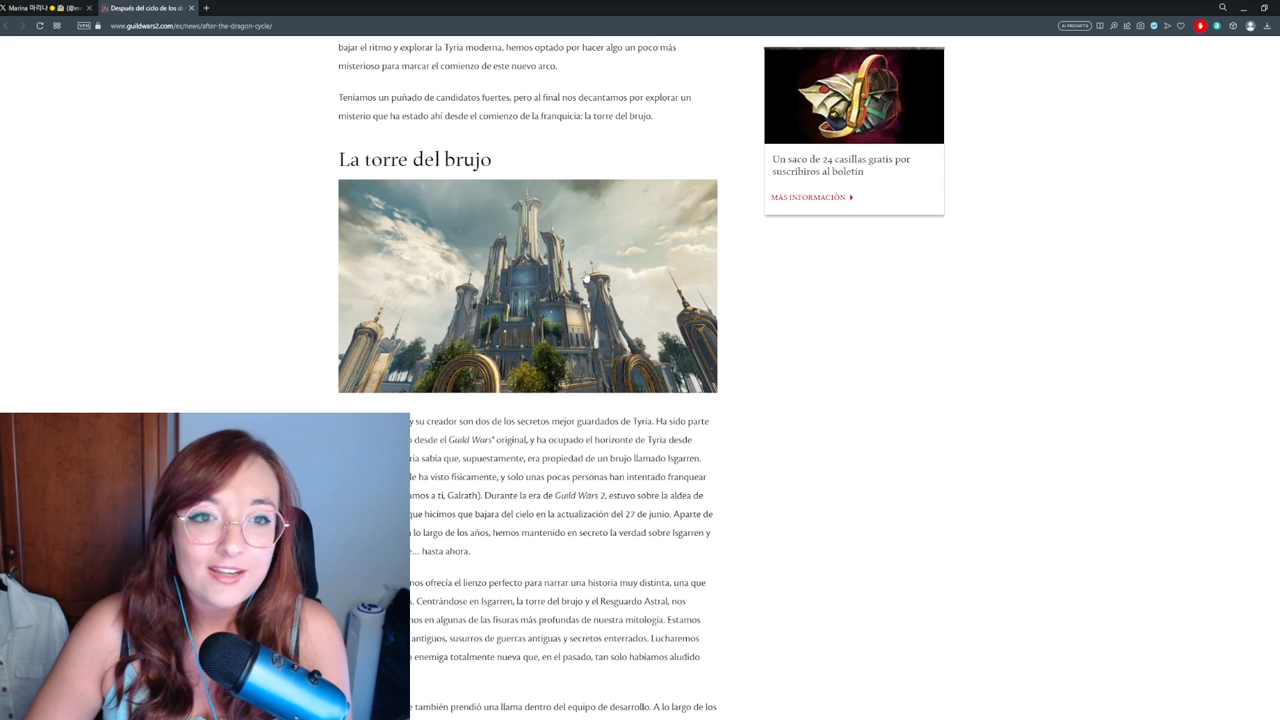 Marina 마리나
Después del ciclo de los d
VPN
www.guildwars2.com/es/news/after-the-dragon-cycle/
AI PROMPTS
bajar el ritmo y explorar la Tyria moderna, hemos optado por hacer algo un poco más
misterioso para marcar el comienzo de este nuevo arco.
Teníamos un puñado de candidatos fuertes, pero al final nos decantamos por explorar un
misterio que ha estado ahí desde el comienzo de la franquicia: la torre del brujo.
La torre del brujo
y su creador son dos de los secretos mejor guardados de Tyria. Ha sido parte
desde el Guild Wars® original, y ha ocupado el horizonte de Tyria desde
ria sabía que, supuestamente, era propiedad de un brujo llamado Isgarren.
le ha visto físicamente, y solo unas pocas personas han intentado franquear
amos a ti, Galrath). Durante la era de Guild Wars 2, estuvo sobre la aldea de
que hicimos que bajara del cielo en la actualización del 27 de junio. Aparte de
lo largo de los años, hemos mantenido en secreto la verdad sobre Isgarren y
... hasta ahora.
nos ofrecía el lienzo perfecto para narrar una historia muy distinta, una que
s. Centrándose en Isgarren, la torre del brujo y el Resguardo Astral, nos
nos en algunas de las fisuras más profundas de nuestra mitología. Estamos
antiguos, susurros de guerras antiguas y secretos enterrados. Lucharemos
enemiga totalmente nueva que, en el pasado, tan solo habíamos aludido
también prendió una llama dentro del equipo de desarrollo. A lo largo de los
Un saco de 24 casillas gratis por
suscribiros al boletín
MÁS INFORMACIÓN